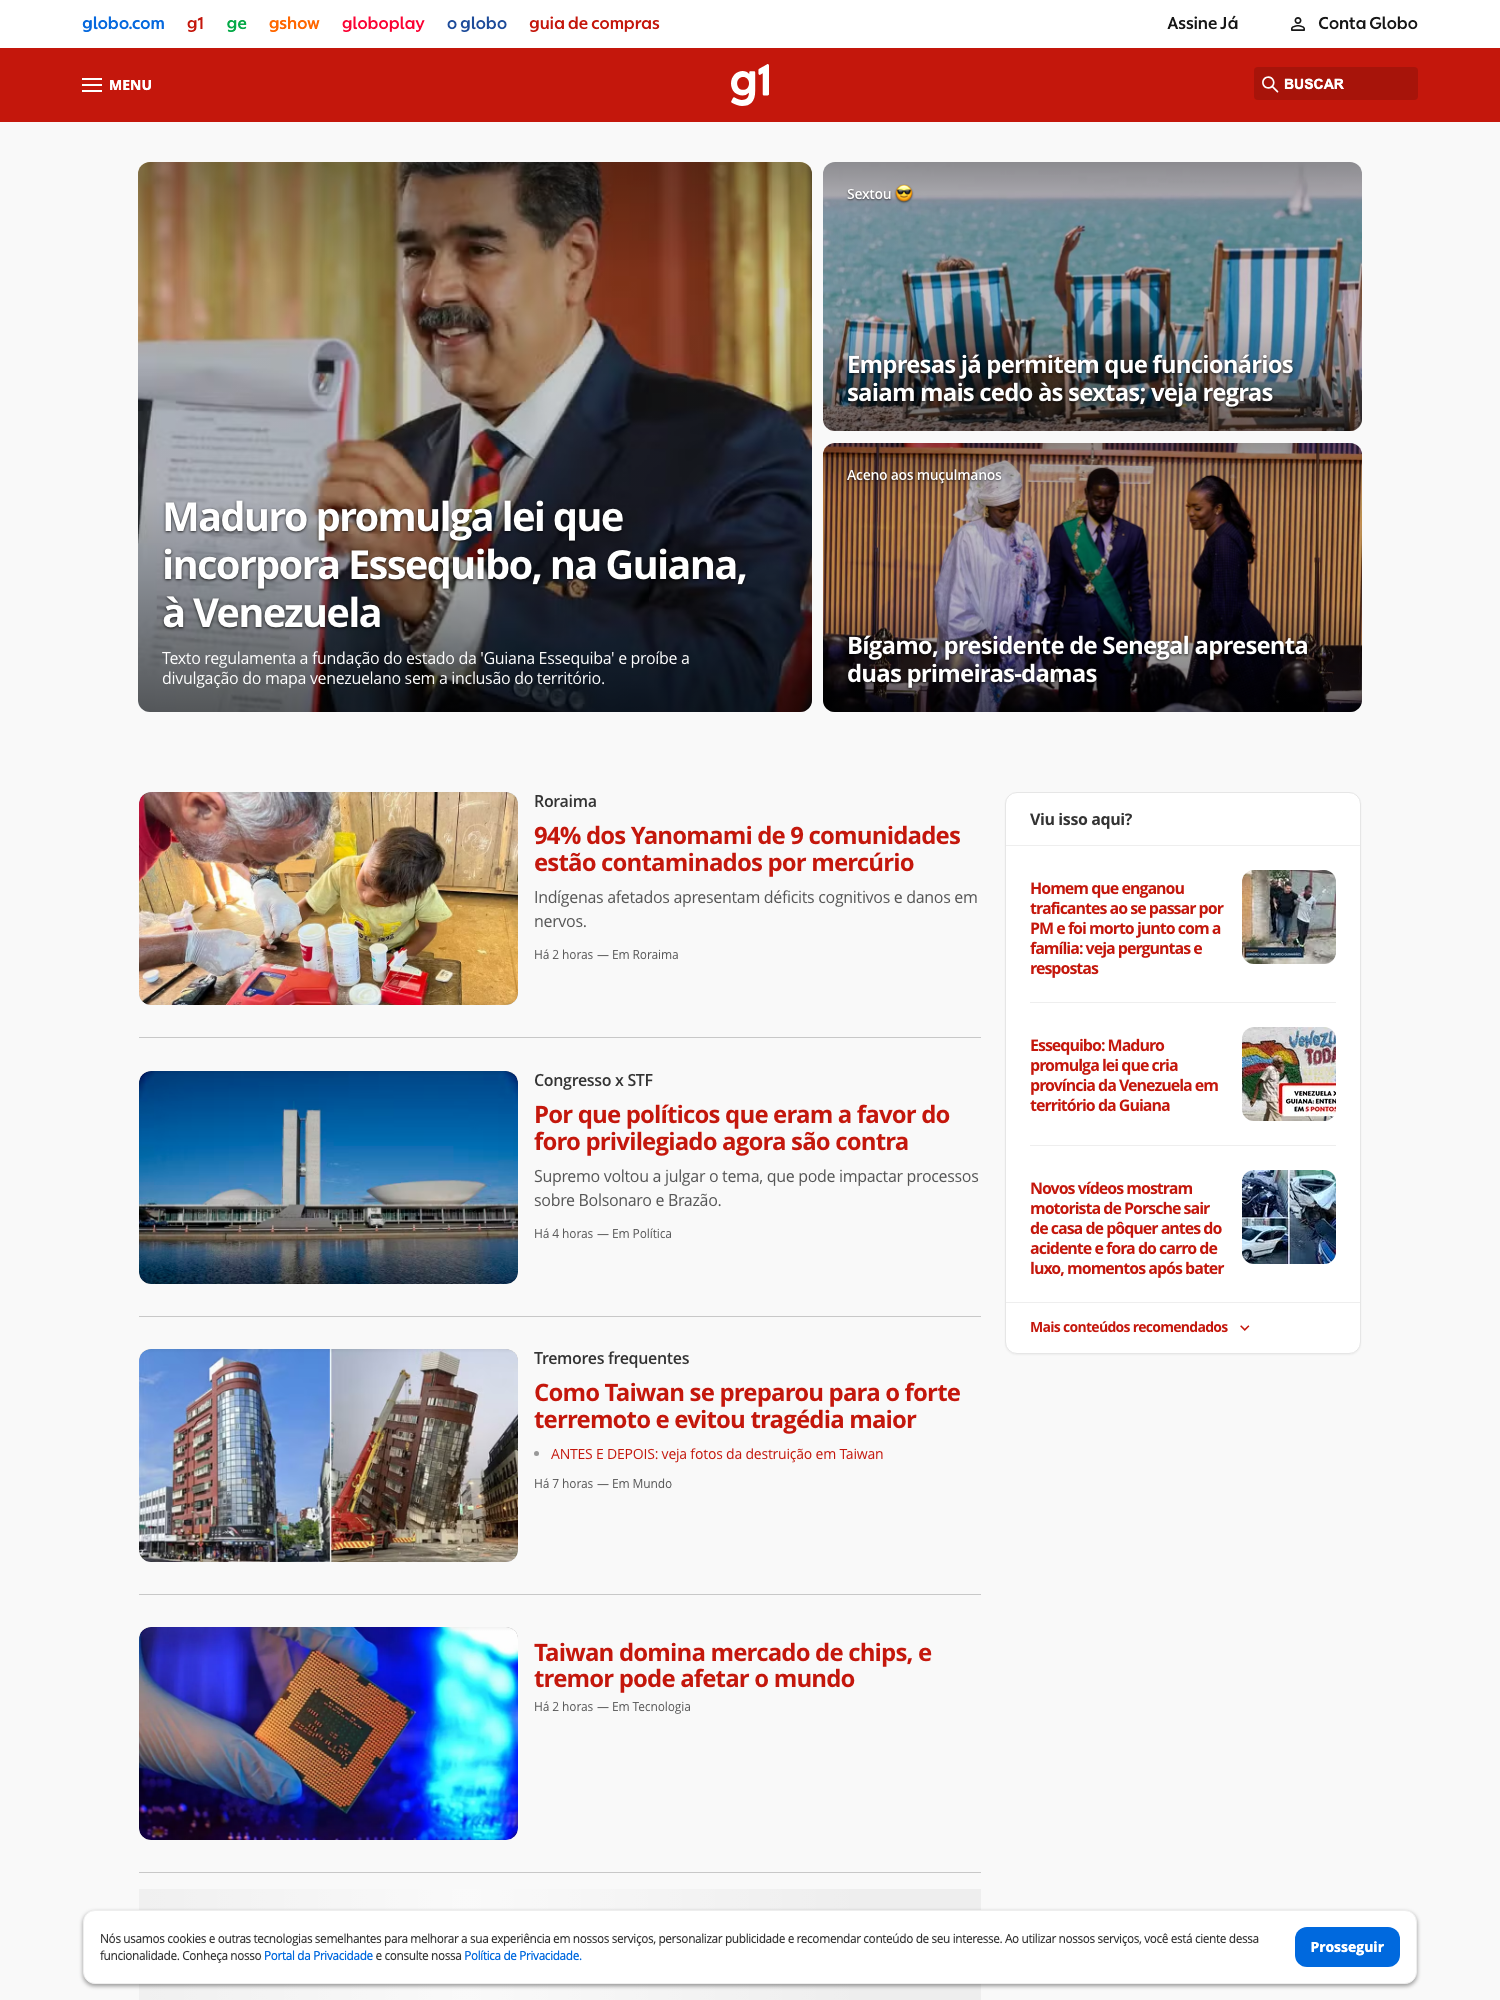 globo.com g1 ge gshow globoplay o globo guia de compras Assine Já Conta Globo
MENU g1 BUSCAR
Maduro promulga lei que
incorpora Essequibo, na Guiana,
à Venezuela
Texto regulamenta a fundação do estado da 'Guiana Essequiba' e proíbe a
divulgação do mapa venezuelano sem a inclusão do território.
Sextou 😎
Empresas já permitem que funcionários
saiam mais cedo às sextas; veja regras
Aceno aos muçulmanos
Bígamo, presidente de Senegal apresenta
duas primeiras-damas
Roraima
94% dos Yanomami de 9 comunidades
estão contaminados por mercúrio
Indígenas afetados apresentam déficits cognitivos e danos em
nervos.
Há 2 horas — Em Roraima
Congresso x STF
Por que políticos que eram a favor do
foro privilegiado agora são contra
Supremo voltou a julgar o tema, que pode impactar processos
sobre Bolsonaro e Brazão.
Há 4 horas — Em Política
Tremores frequentes
Como Taiwan se preparou para o forte
terremoto e evitou tragédia maior
ANTES E DEPOIS: veja fotos da destruição em Taiwan
Há 7 horas — Em Mundo
Taiwan domina mercado de chips, e
tremor pode afetar o mundo
Há 2 horas — Em Tecnologia
Viu isso aqui?
Homem que enganou
traficantes ao se passar por
PM e foi morto junto com a
família: veja perguntas e
respostas
Essequibo: Maduro
promulga lei que cria
província da Venezuela em
território da Guiana
VENEZUELA X
GUIANA: ENTEN
EM 5 PONTOS
Novos vídeos mostram
motorista de Porsche sair
de casa de pôquer antes do
acidente e fora do carro de
luxo, momentos após bater
Mais conteúdos recomendados
Nós usamos cookies e outras tecnologias semelhantes para melhorar a sua experiência em nossos serviços, personalizar publicidade e recomendar conteúdo de seu interesse. Ao utilizar nossos serviços, você está ciente dessa
funcionalidade. Conheça nosso Portal da Privacidade e consulte nossa Política de Privacidade.
Prosseguir